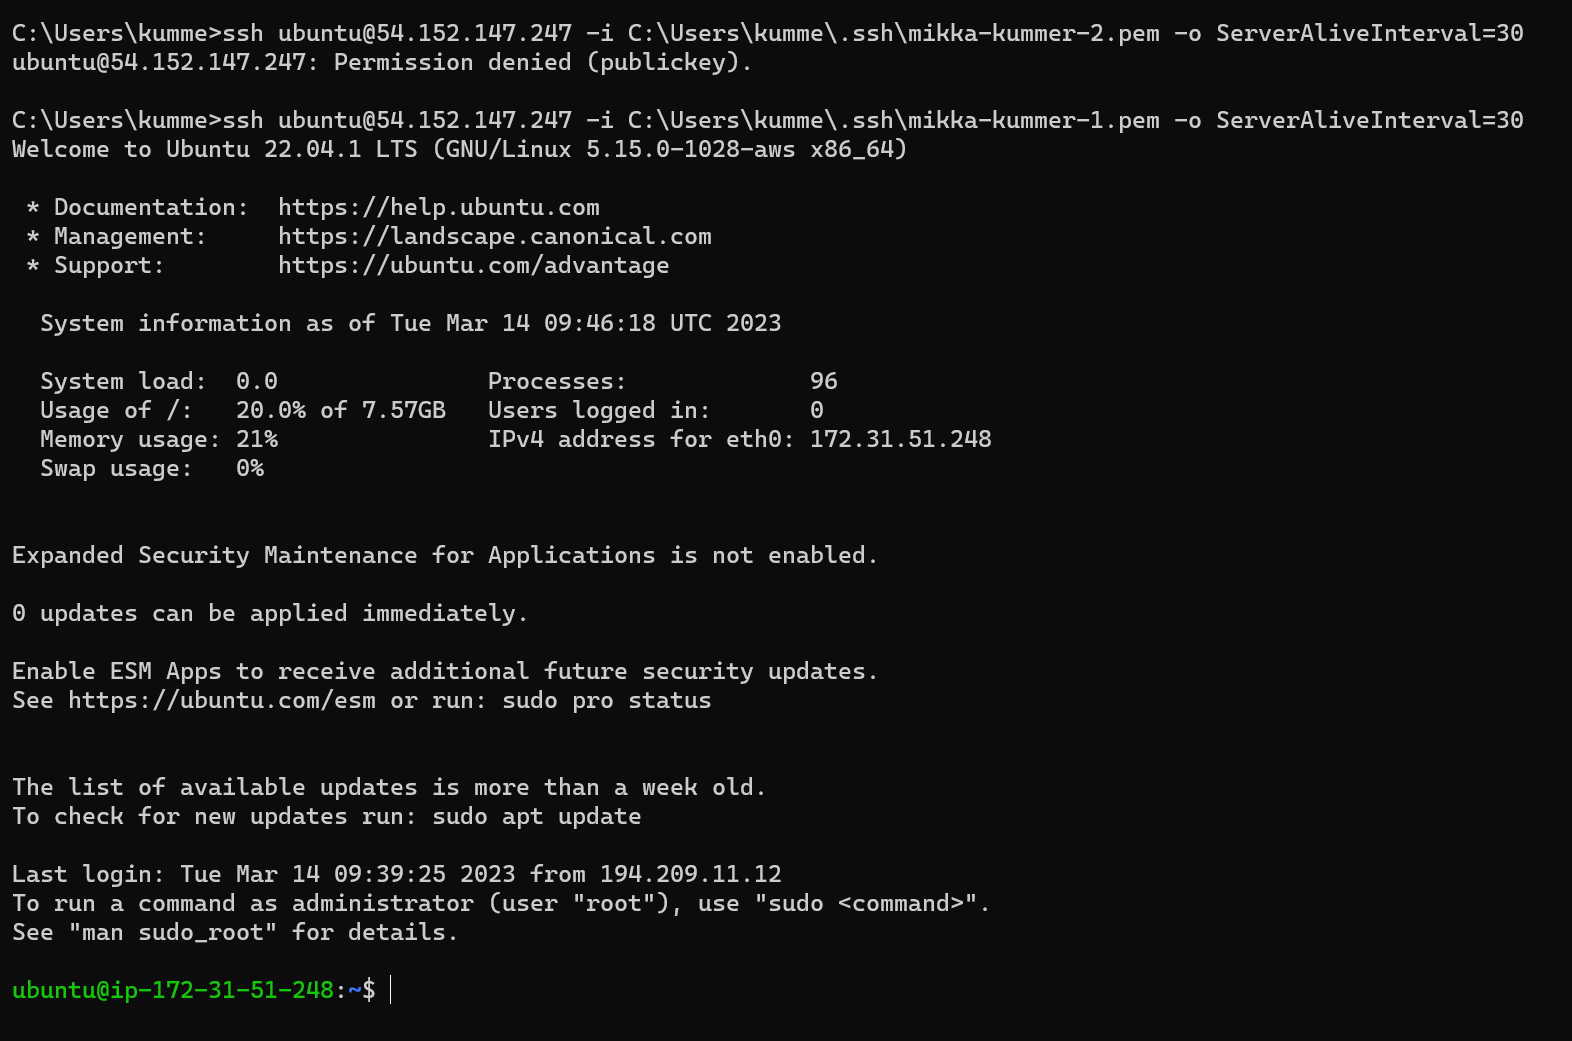 C:\Users\kumme>ssh ubuntu@54.152.147.247 -i C:\Users\kumme\.ssh\mikka-kummer-2.pem -o ServerAliveInterval=30
ubuntu@54.152.147.247: Permission denied (publickey).

C:\Users\kumme>ssh ubuntu@54.152.147.247 -i C:\Users\kumme\.ssh\mikka-kummer-1.pem -o ServerAliveInterval=30
Welcome to Ubuntu 22.04.1 LTS (GNU/Linux 5.15.0-1028-aws x86_64)

 * Documentation:  https://help.ubuntu.com
 * Management:     https://landscape.canonical.com
 * Support:        https://ubuntu.com/advantage

  System information as of Tue Mar 14 09:46:18 UTC 2023

  System load:  0.0               Processes:             96
  Usage of /:   20.0% of 7.57GB   Users logged in:       0
  Memory usage: 21%               IPv4 address for eth0: 172.31.51.248
  Swap usage:   0%

Expanded Security Maintenance for Applications is not enabled.

0 updates can be applied immediately.

Enable ESM Apps to receive additional future security updates.
See https://ubuntu.com/esm or run: sudo pro status

The list of available updates is more than a week old.
To check for new updates run: sudo apt update

Last login: Tue Mar 14 09:39:25 2023 from 194.209.11.12
To run a command as administrator (user "root"), use "sudo <command>".
See "man sudo_root" for details.

ubuntu@ip-172-31-51-248:~$